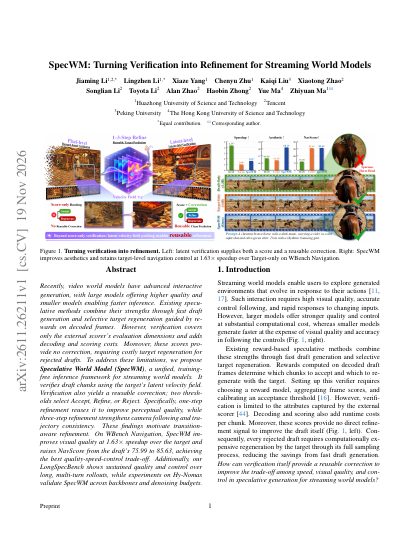 SpecWM: Turning Verification into Refinement for Streaming World Models
Jiaming Li1,2,* Lingzhen Li1,* Xiaze Yang1 Chenyu Zhu1 Kaiqi Liu4 Xiaotong Zhao2
Songlian Li2 Toyota Li2 Alan Zhao2 Haobin Zhong2 Yue Ma4 Zhiyuan Ma1
1Huazhong University of Science and Technology 2Tencent
3Peking University 4The Hong Kong University of Science and Technology
*Equal contribution. Corresponding author.
arXiv:2611.26211v1 [cs.CV] 19 Nov 2026
Figure 1. Turning verification into refinement. Left: latent verification supplies both a score and a reusable correction. Right: SpecWM
improves aesthetics and retains target-level navigation control at 1.63× speedup over Target-only on WBench Navigation.
Abstract
Recently, video world models have advanced interactive
generation, with large models offering higher quality and
smaller models enabling faster inference. Existing specu-
lative methods combine their strengths through fast draft
generation and selective target regeneration guided by re-
wards on decoded frames. However, verification covers
only the external scorer's evaluation dimensions and adds
decoding and scoring costs. Moreover, these scores pro-
vide no correction, requiring costly target regeneration for
rejected drafts. To address these limitations, we propose
Speculative World Model (SpecWM), a unified, training-
free inference framework for streaming world models. It
verifies draft chunks using the target's latent velocity field.
Verification also yields a reusable correction; two thresh-
olds select Accept, Refine, or Reject. Specifically, one-step
refinement reuses it to improve perceptual quality, while
three-step refinement strengthens camera following and tra-
jectory consistency. These findings motivate transition-
aware refinement. On WBench Navigation, SpecWM im-
proves visual quality at 1.63× speedup over the target and
raises NavScore from the draft's 75.99 to 85.63, achieving
the best quality-speed-control trade-off. Additionally, our
LongSpecBench shows sustained quality and control over
long, multi-turn rollouts, while experiments on Hy-Nomas
validate SpecWM across backbones and denoising budgets.
1. Introduction
Streaming world models enable users to explore generated
environments that evolve in response to their actions [11,
17]. Such interaction requires high visual quality, accurate
control following, and rapid responses to changing inputs.
However, larger models offer stronger quality and control
at substantial computational cost, whereas smaller models
generate faster at the expense of visual quality and accuracy
in following the controls (Fig. 1, right).
Existing reward-based speculative methods combine
these strengths through fast draft generation and selective
target regeneration. Rewards computed on decoded draft
frames determine which chunks to accept and which to re-
generate with the target. Setting up this verifier requires
choosing a reward model, aggregating frame scores, and
calibrating an acceptance threshold [16]. However, verifi-
cation is limited to the attributes captured by the external
scorer [44]. Decoding and scoring also add runtime costs
per chunk. Moreover, these scores provide no direct refine-
ment signal to improve the draft itself (Fig. 1, left). Con-
sequently, every rejected draft requires computationally ex-
pensive regeneration by the target through its full sampling
process, reducing the savings from fast draft generation.
How can verification itself provide a reusable correction to
improve the trade-off among speed, visual quality, and con-
trol in speculative generation for streaming world models?
Preprint
1